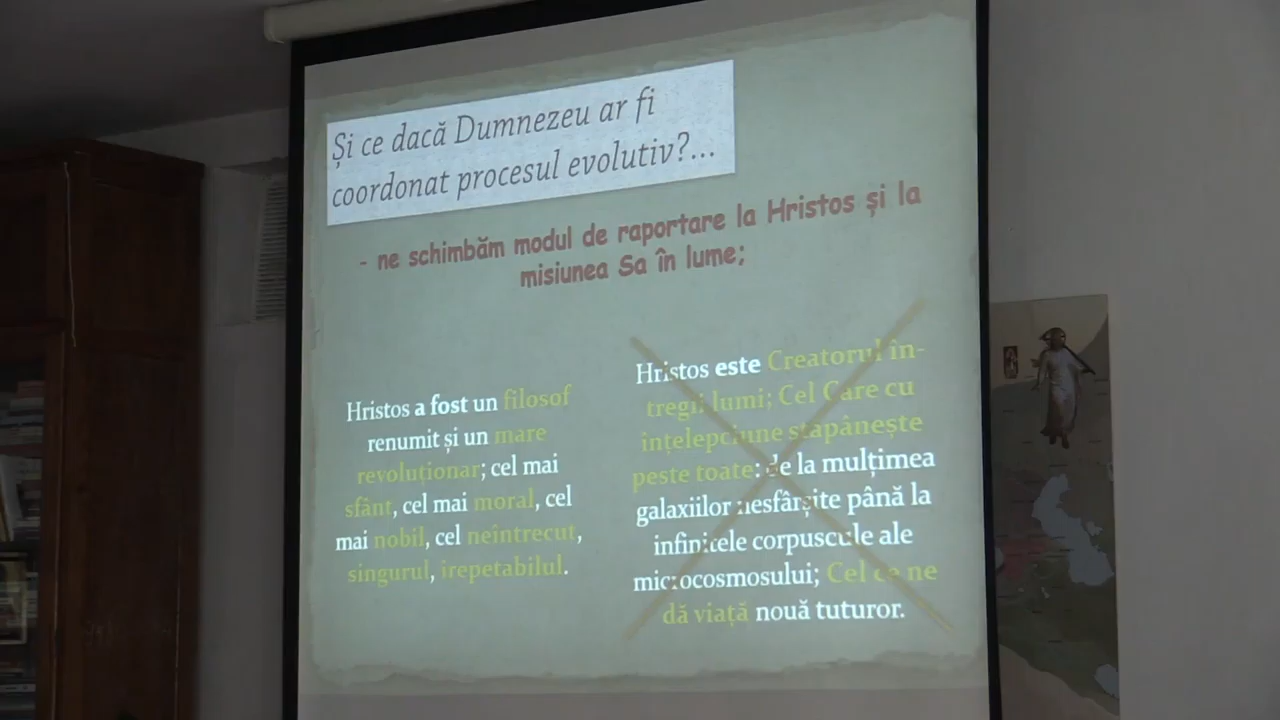 Și ce dacă Dumnezeu ar fi
coordonat procesul evolutiv?...
- ne schimbăm modul de raportare la Hristos și la
misiunea Sa în lume;
Hristos a fost un filosof
renumit și un mare
revoluționar; cel mai
sfânt, cel mai moral, cel
mai nobil, cel neîntrecut,
singurul, irepetabilul.
Hristos este Creatorul în-
tregii lumi; Cel Care cu
înțelepciune stăpânește
peste toate: de la mulțimea
galaxiilor nesfârșite până la
infinitele corpuscule ale
microcosmosului; Cel ce ne
dă viață nouă tuturor.